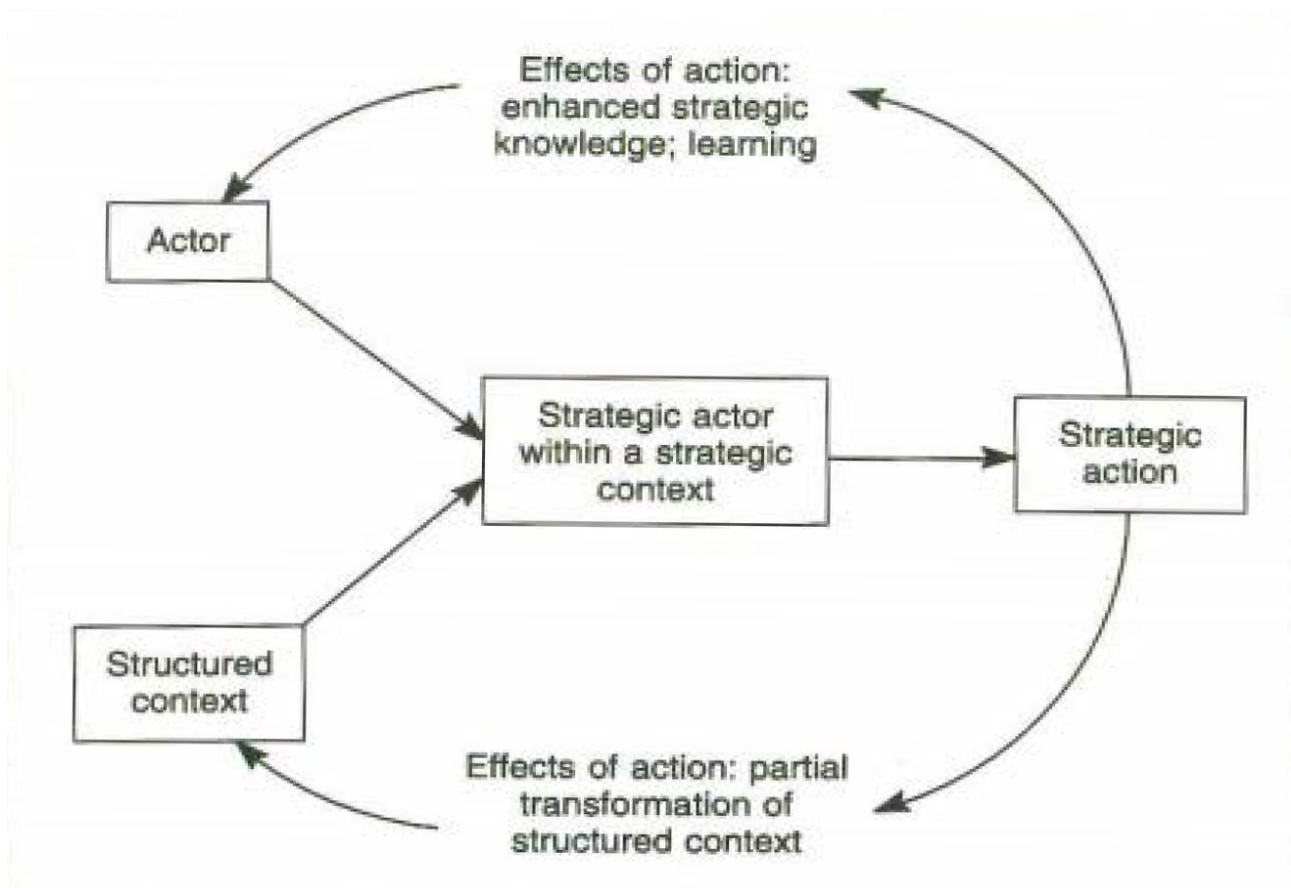 Effects of action:
enhanced strategic
knowledge; learning
Actor
Strategic actor
within a strategic
context
Strategic
action
Structured
context
Effects of action: partial
transformation of
structured context